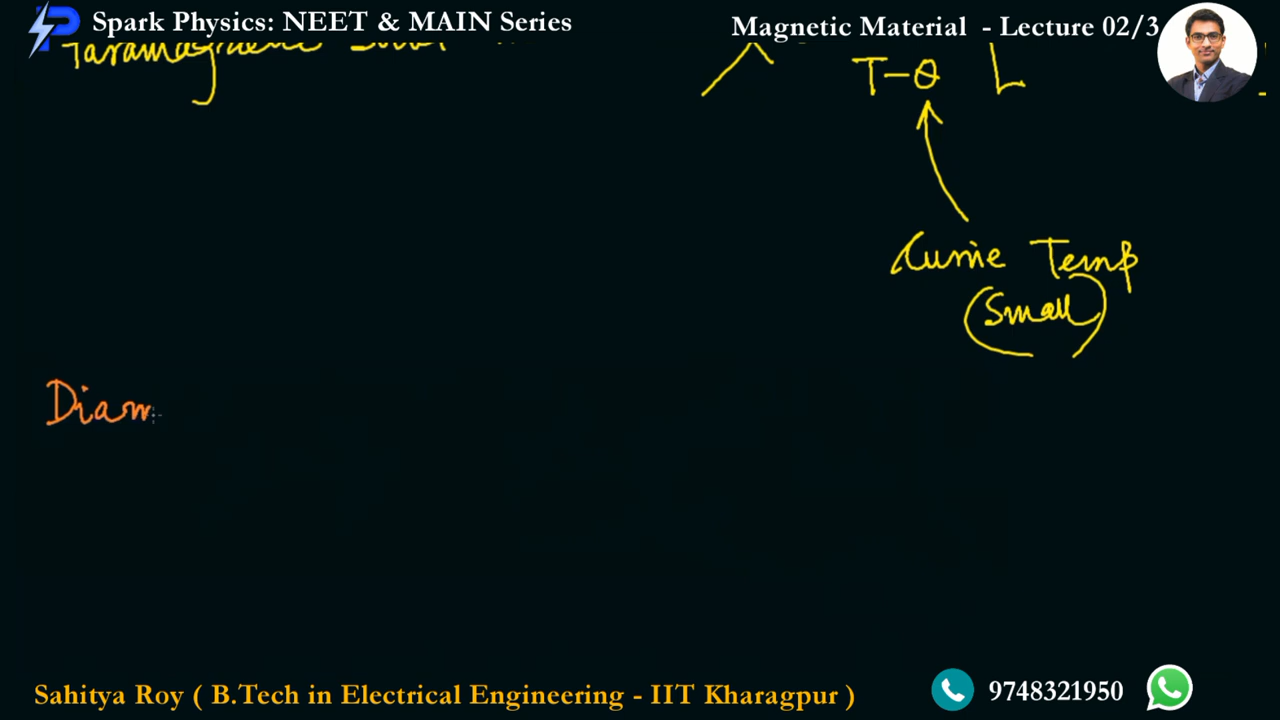 Spark Physics: NEET & MAIN Series
Magnetic Material - Lecture 02/3
Paramagnetic
T-θ
Curie Temp
(Small)
Diam
Sahitya Roy ( B.Tech in Electrical Engineering - IIT Kharagpur )
9748321950